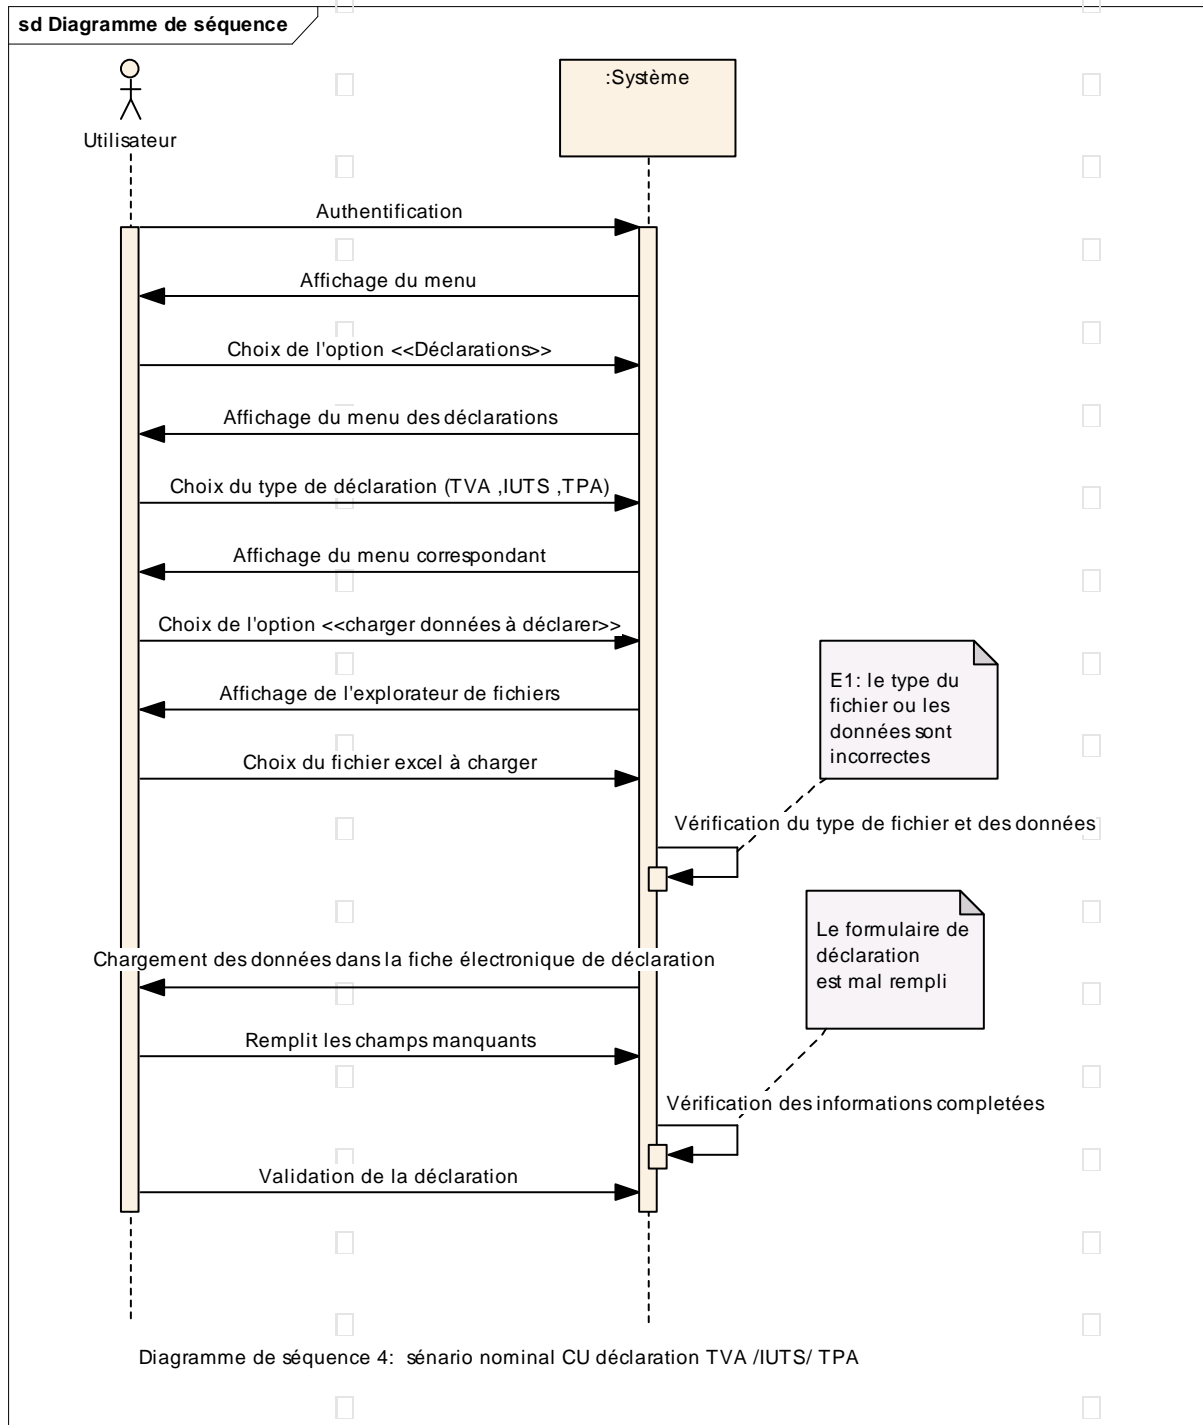 sd Diagramme de séquence
:Système
Utilisateur
Authentification
Affichage du menu
Choix de l'option <<Déclarations>>
Affichage du menu des déclarations
Choix du type de déclaration (TVA ,IUTS ,TPA)
Affichage du menu correspondant
Choix de l'option <<charger données à déclarer>>
E1: le type du
fichier ou les
données sont
incorrectes
Affichage de l'explorateur de fichiers
Choix du fichier excel à charger
Vérification du type de fichier et des données
Le formulaire de
déclaration
est mal rempli
Chargement des données dans la fiche électronique de déclaration
Remplit les champs manquants
Vérification des informations completées
Validation de la déclaration
Diagramme de séquence 4: sénario nominal CU déclaration TVA /IUTS/ TPA